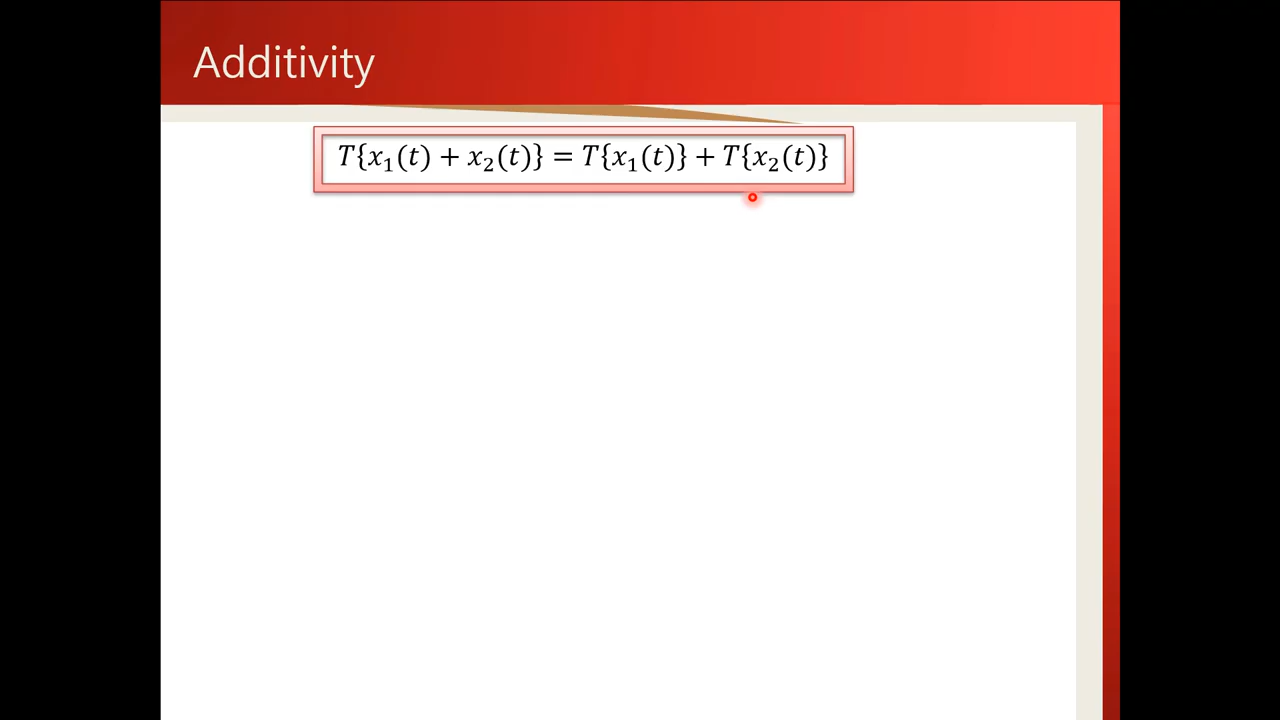 Additivity
𝑇{𝑥₁(𝑡) + 𝑥₂(𝑡)} = 𝑇{𝑥₁(𝑡)} + 𝑇{𝑥₂(𝑡)}